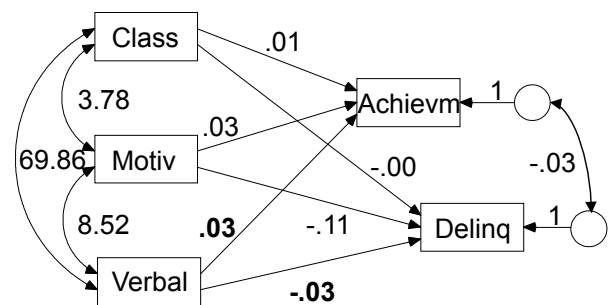 Class
.01
Achievm
1
3.78
.03
69.86
Motiv
-.00
-.03
8.52
.03
-.11
Delinq
1
Verbal
-.03